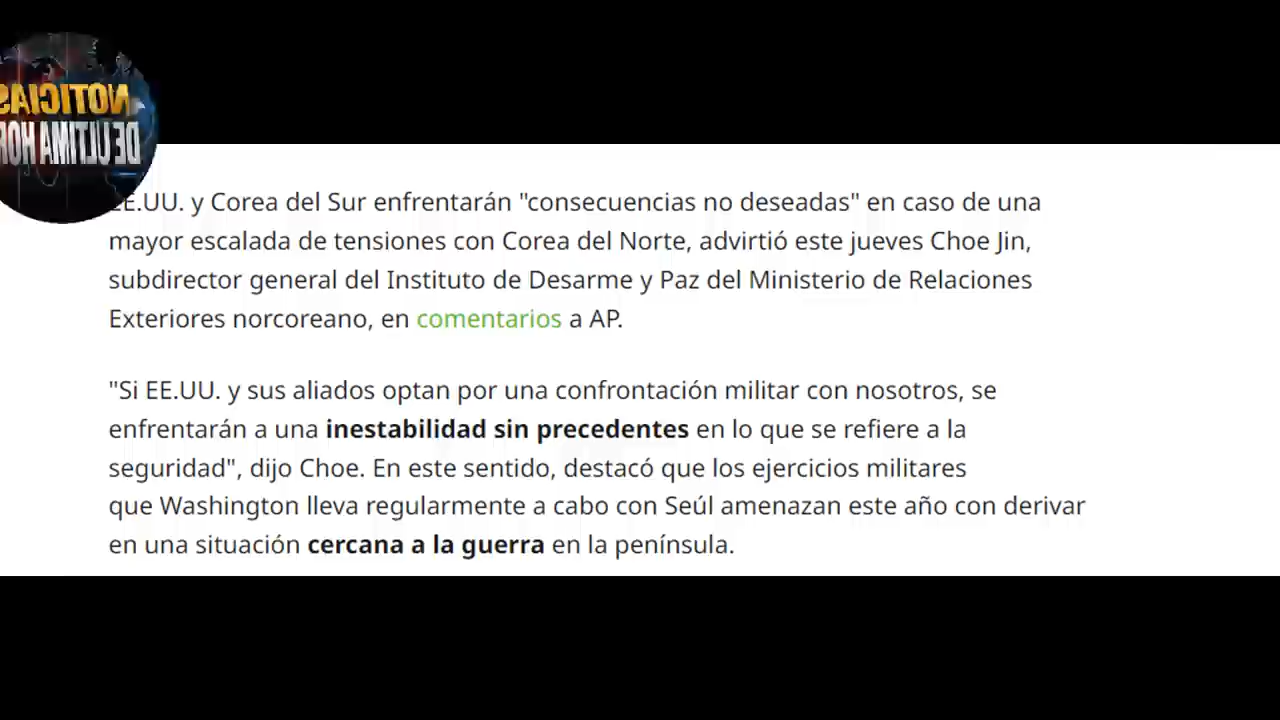 NOTICIAS
DE ULTIMA HOR
EE.UU. y Corea del Sur enfrentarán "consecuencias no deseadas" en caso de una
mayor escalada de tensiones con Corea del Norte, advirtió este jueves Choe Jin,
subdirector general del Instituto de Desarme y Paz del Ministerio de Relaciones
Exteriores norcoreano, en comentarios a AP.
"Si EE.UU. y sus aliados optan por una confrontación militar con nosotros, se
enfrentarán a una inestabilidad sin precedentes en lo que se refiere a la
seguridad", dijo Choe. En este sentido, destacó que los ejercicios militares
que Washington lleva regularmente a cabo con Seúl amenazan este año con derivar
en una situación cercana a la guerra en la península.